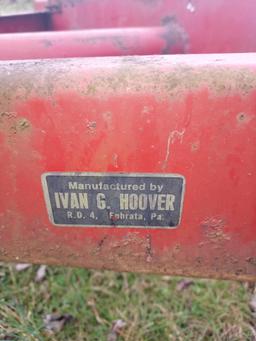 Manufactured by
IVAN G. HOOVER
R.D. 4, Ephrata, Pa.